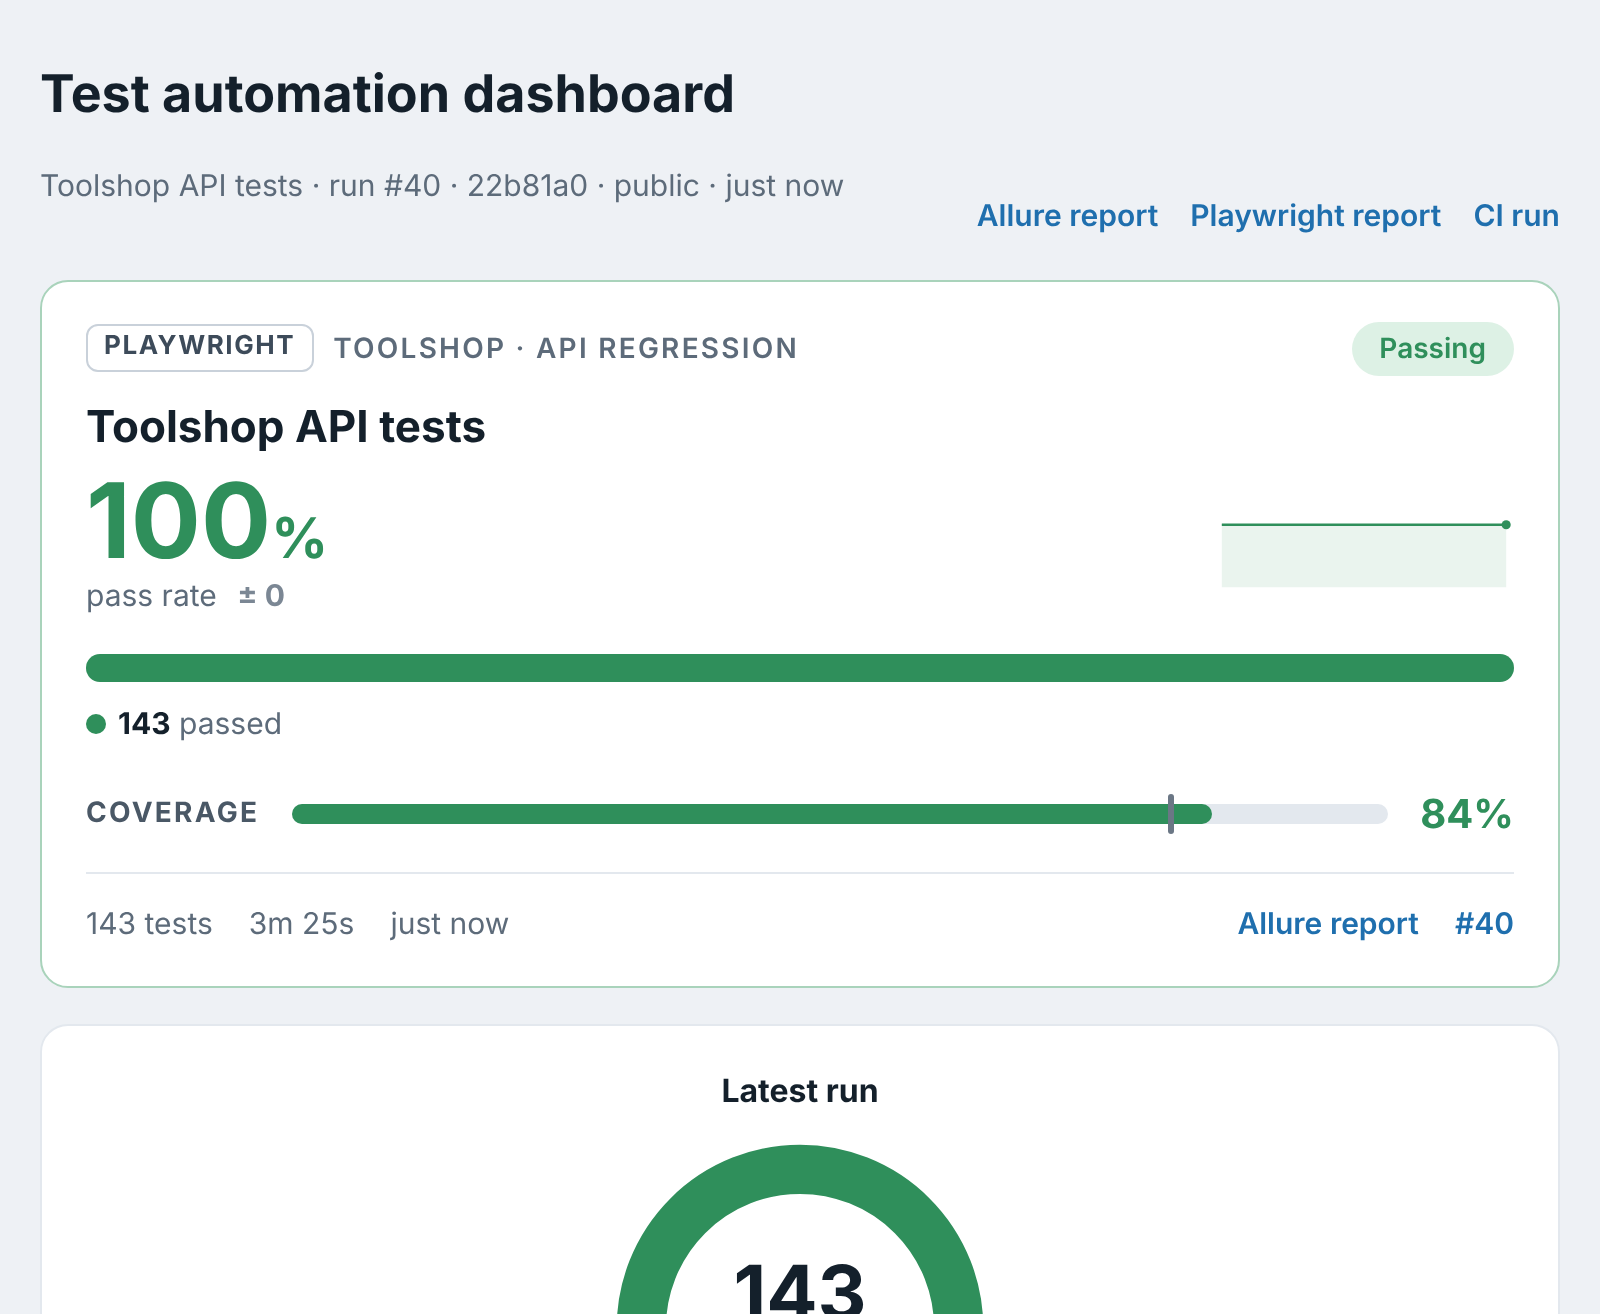 Test automation dashboard
Toolshop API tests · run #40 · 22b81a0 · public · just now
Allure report Playwright report CI run
PLAYWRIGHT TOOLSHOP · API REGRESSION Passing
Toolshop API tests
100%
pass rate ± 0
143 passed
COVERAGE 84%
143 tests 3m 25s just now Allure report #40
Latest run
143